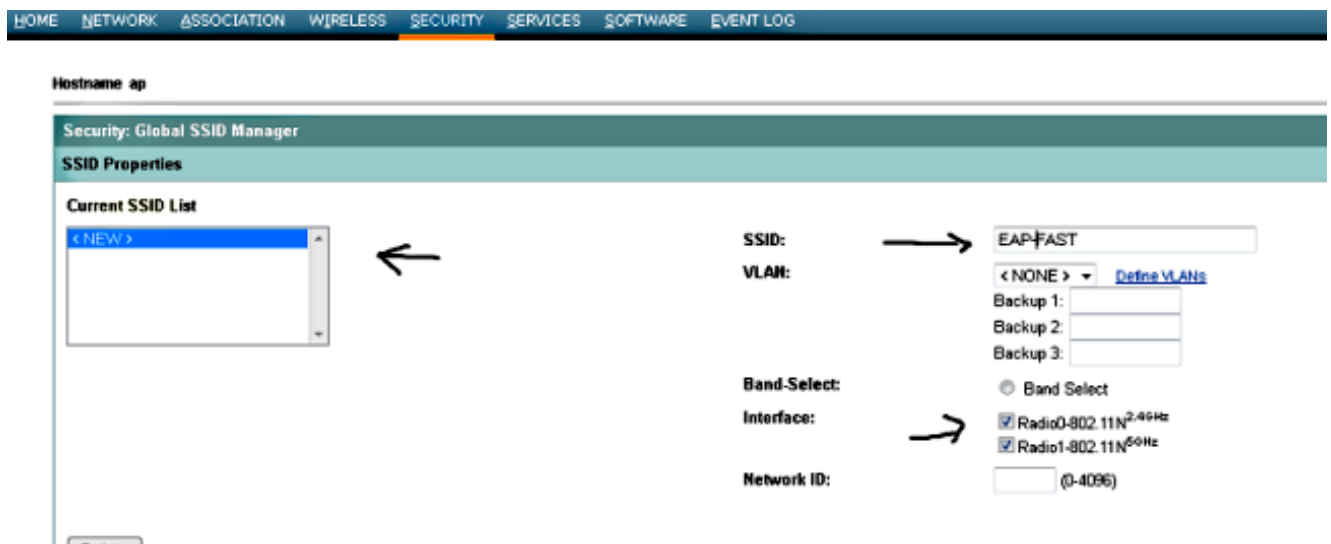 HOME NETWORK ASSOCIATION WIRELESS SECURITY SERVICES SOFTWARE EVENT LOG
Hostname ap
Security: Global SSID Manager
SSID Properties
Current SSID List
< NEW >
SSID: EAP-FAST
VLAN: < NONE > Define VLANs
Backup 1:
Backup 2:
Backup 3:
Band-Select: Band Select
Interface: Radio0-802.11N2.4GHz
Radio1-802.11N5GHz
Network ID: (0-4096)